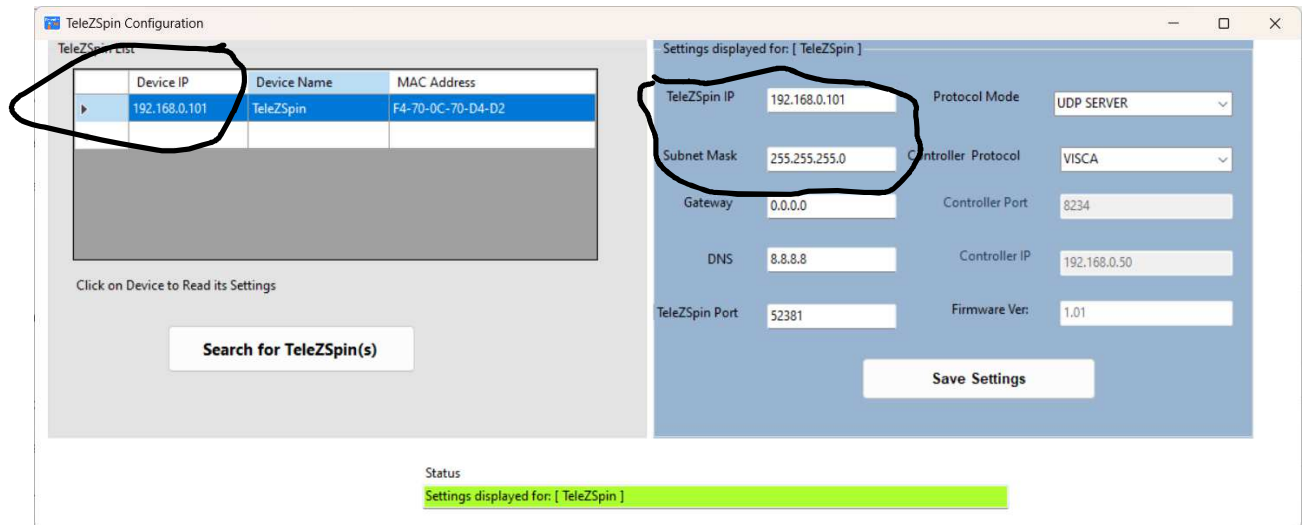 TeleZSpin Configuration
TeleZSpin List
Device IP Device Name MAC Address
192.168.0.101 TeleZSpin F4-70-0C-70-D4-D2
Click on Device to Read its Settings
Search for TeleZSpin(s)
Settings displayed for: [ TeleZSpin ]
TeleZSpin IP 192.168.0.101 Protocol Mode UDP SERVER
Subnet Mask 255.255.255.0 Controller Protocol VISCA
Gateway 0.0.0.0 Controller Port 8234
DNS 8.8.8.8 Controller IP 192.168.0.50
TeleZSpin Port 52381 Firmware Ver: 1.01
Save Settings
Status
Settings displayed for: [ TeleZSpin ]